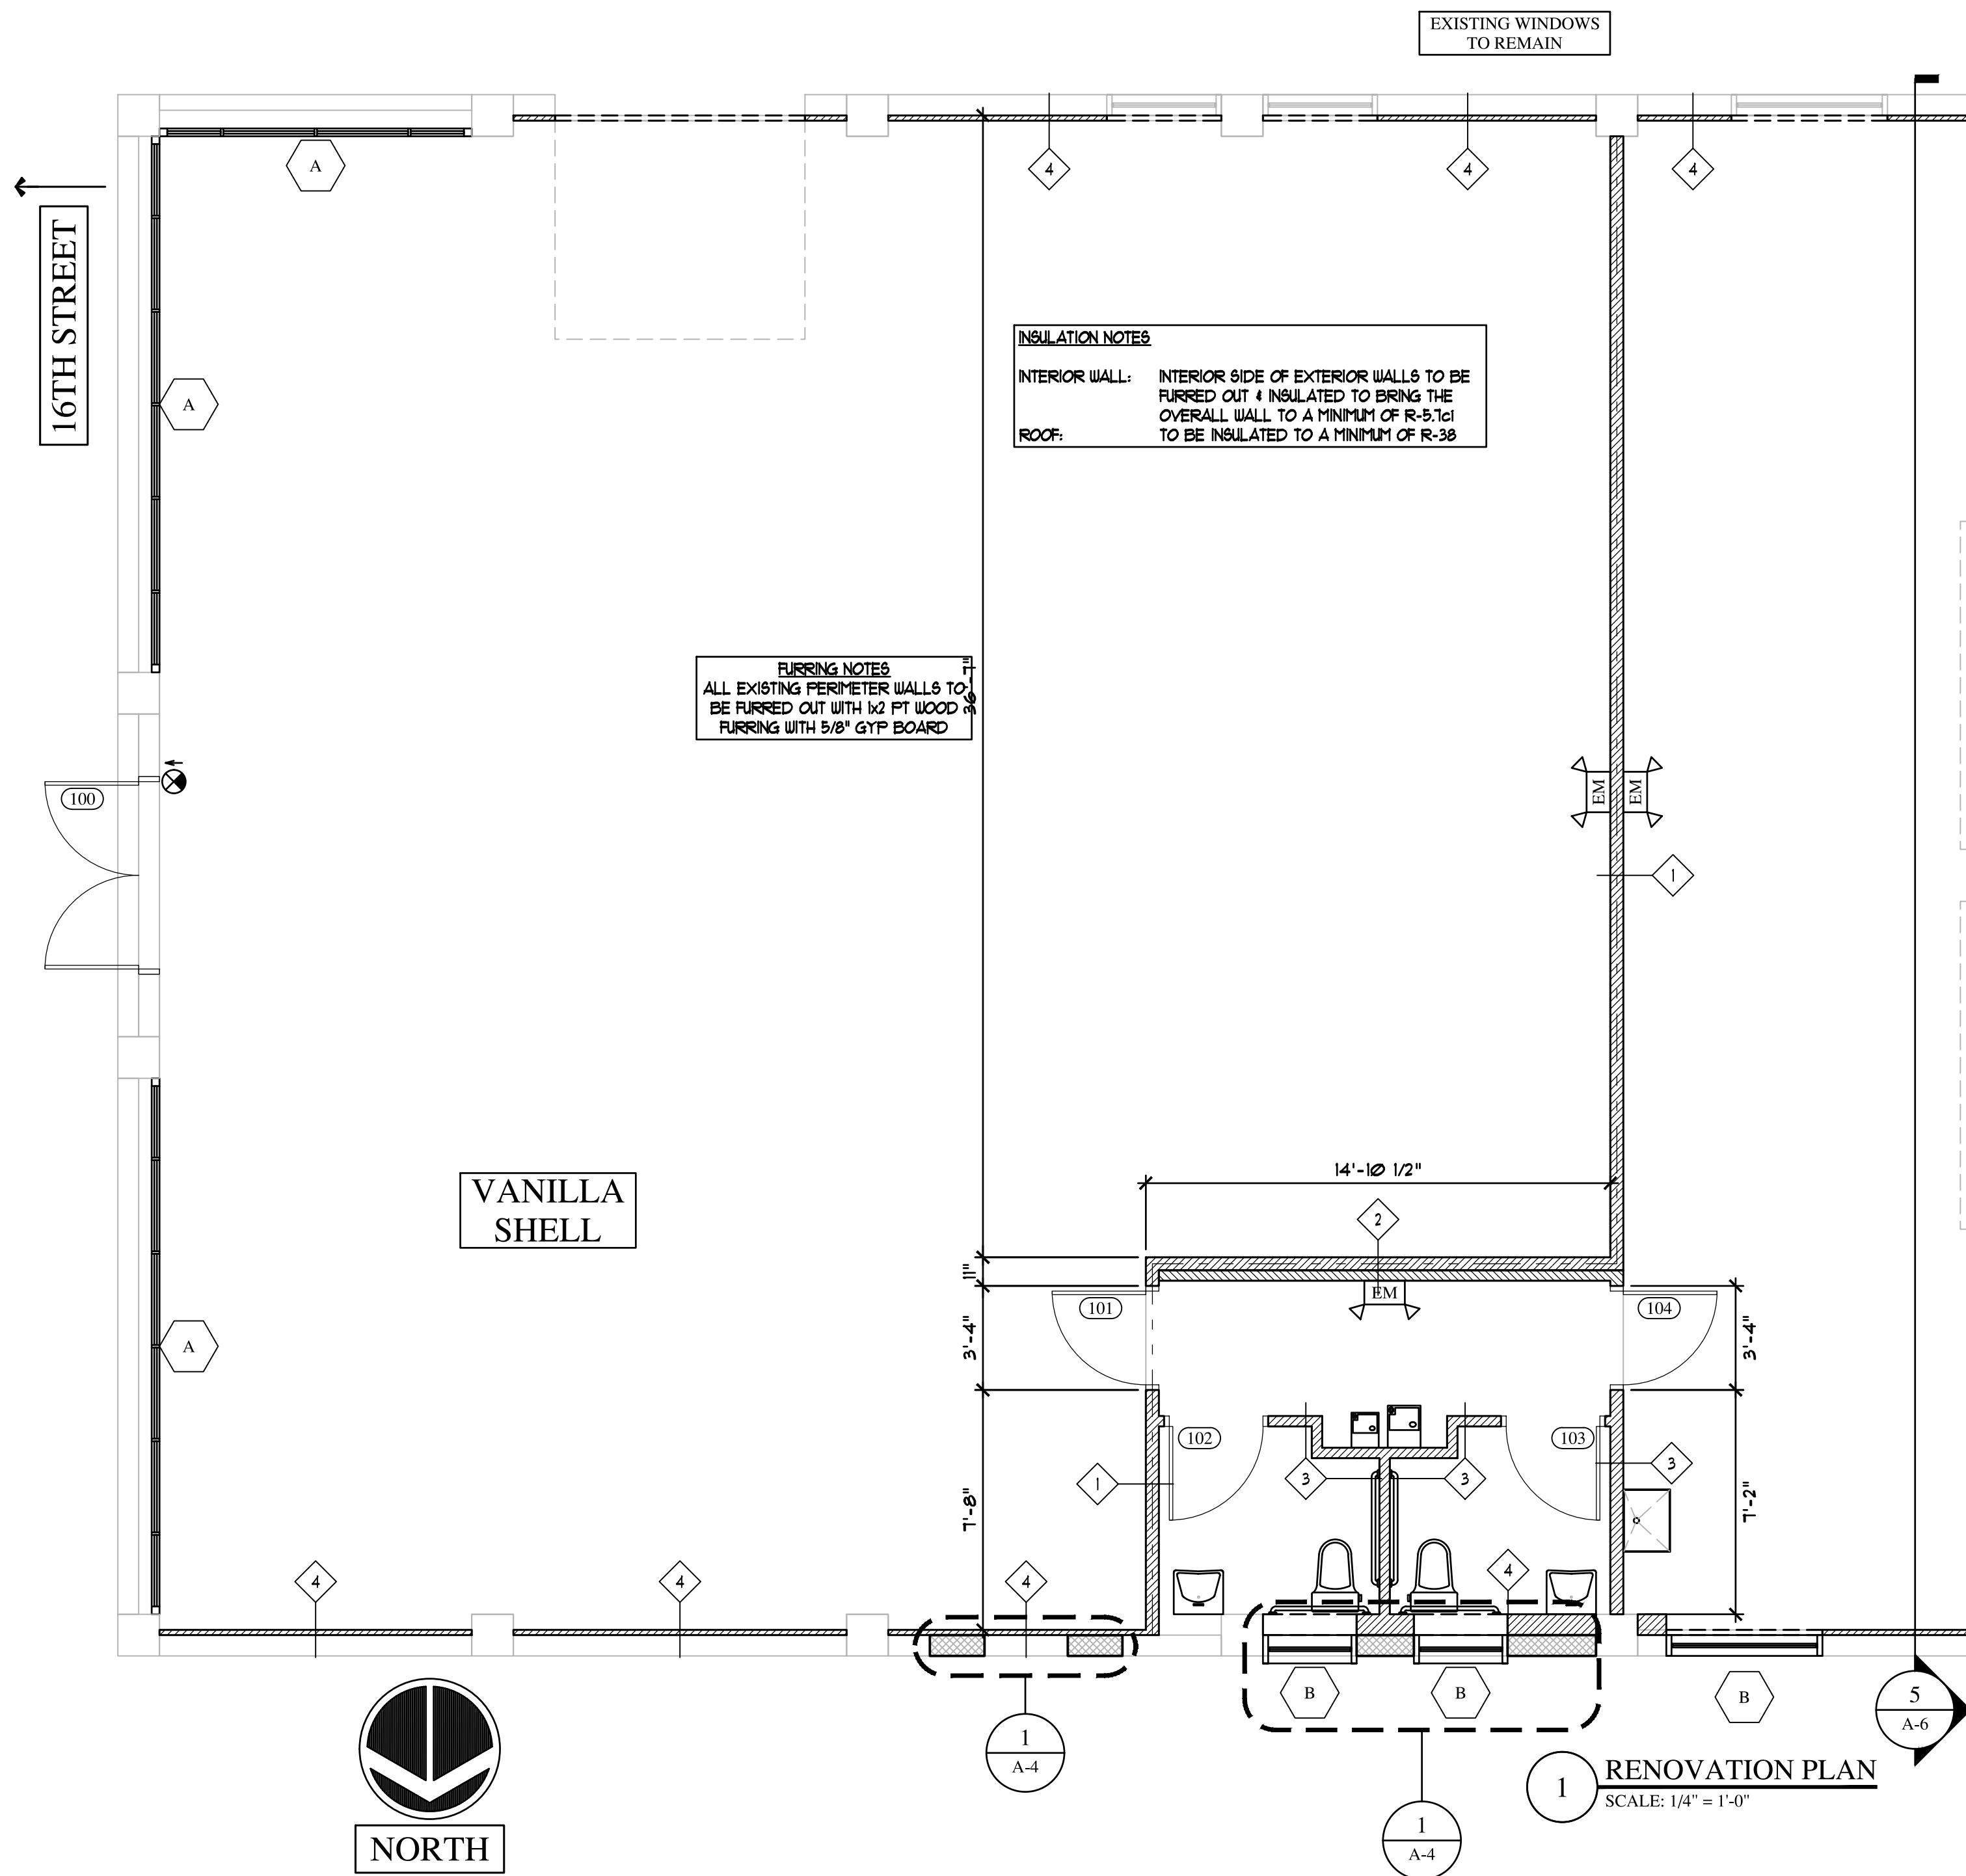 EXISTING WINDOWS
TO REMAIN
A
4
4
4
16TH STREET
A
INSULATION NOTES
INTERIOR WALL: INTERIOR SIDE OF EXTERIOR WALLS TO BE
FURRED OUT & INSULATED TO BRING THE
OVERALL WALL TO A MINIMUM OF R-5.7ci
ROOF: TO BE INSULATED TO A MINIMUM OF R-38
FURRING NOTES
ALL EXISTING PERIMETER WALLS TO
BE FURRED OUT WITH 1x2 PT WOOD
FURRING WITH 5/8" GYP BOARD
36'-7"
100
EM
EM
1
14'-10 1/2"
VANILLA
SHELL
2
11"
EM
101
104
3'-4"
3'-4"
A
102
103
1
3
3
3
7'-8"
7'-2"
4
4
4
4
B
B
B
5
A-6
1
A-4
1
RENOVATION PLAN
SCALE: 1/4" = 1'-0"
1
A-4
NORTH